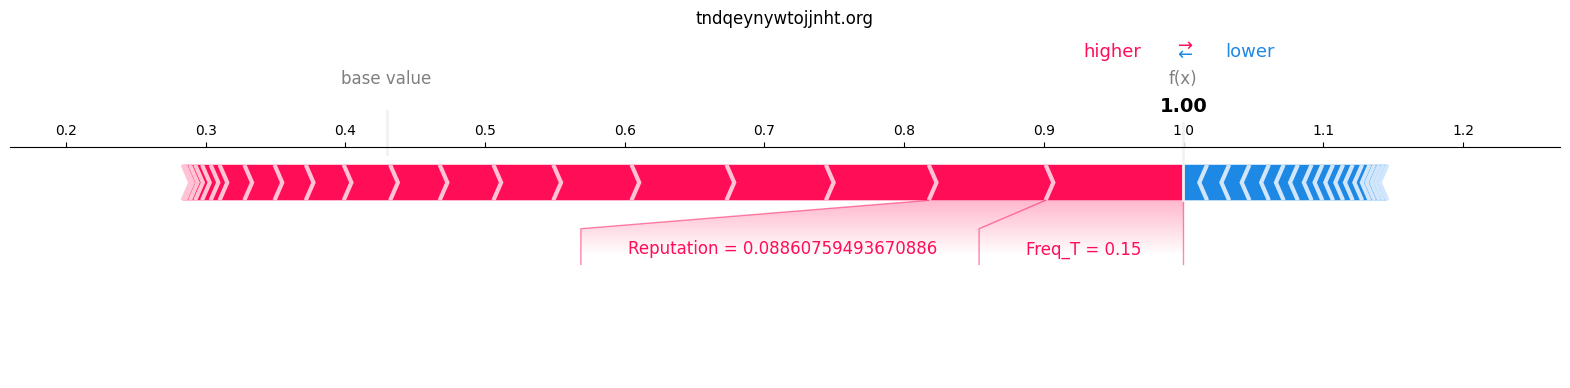 tndqeynywtojjnht.org
higher ⇄ lower
base value f(x)
1.00
0.2 0.3 0.4 0.5 0.6 0.7 0.8 0.9 1.0 1.1 1.2
Reputation = 0.08860759493670886 Freq_T = 0.15